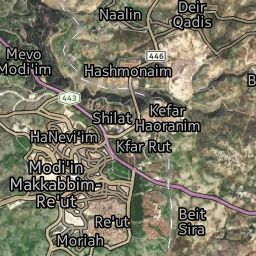 Naalin
Deir
Qadis
Mevo
Modi'im
446
Hashmonaim
443
Shilat
Kefar
Haoranim
HaNevi'im
Kfar Rut
Modi'in
Makkabbim-
Re'ut
Re'ut
Beit
Sira
Moriah
B